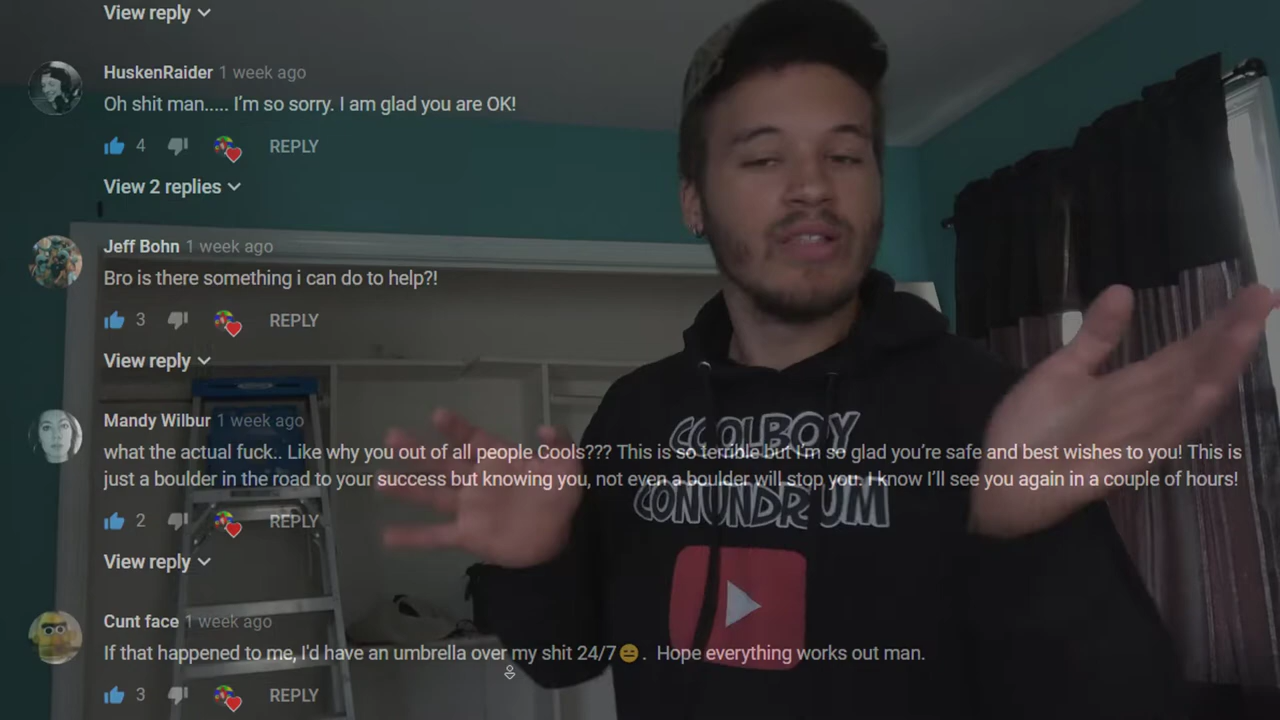 View reply
HuskenRaider 1 week ago
Oh shit man..... I'm so sorry. I am glad you are OK!
4 REPLY
View 2 replies
Jeff Bohn 1 week ago
Bro is there something i can do to help?!
3 REPLY
View reply
Mandy Wilbur 1 week ago
what the actual fuck.. Like why you out of all people Cools??? This is so terrible but I'm so glad you're safe and best wishes to you! This is
just a boulder in the road to your success but knowing you, not even a boulder will stop you. I know I'll see you again in a couple of hours!
2 REPLY
View reply
Cunt face 1 week ago
If that happened to me, I'd have an umbrella over my shit 24/7😑. Hope everything works out man.
3 REPLY
COOLBOY
CONUNDRUM